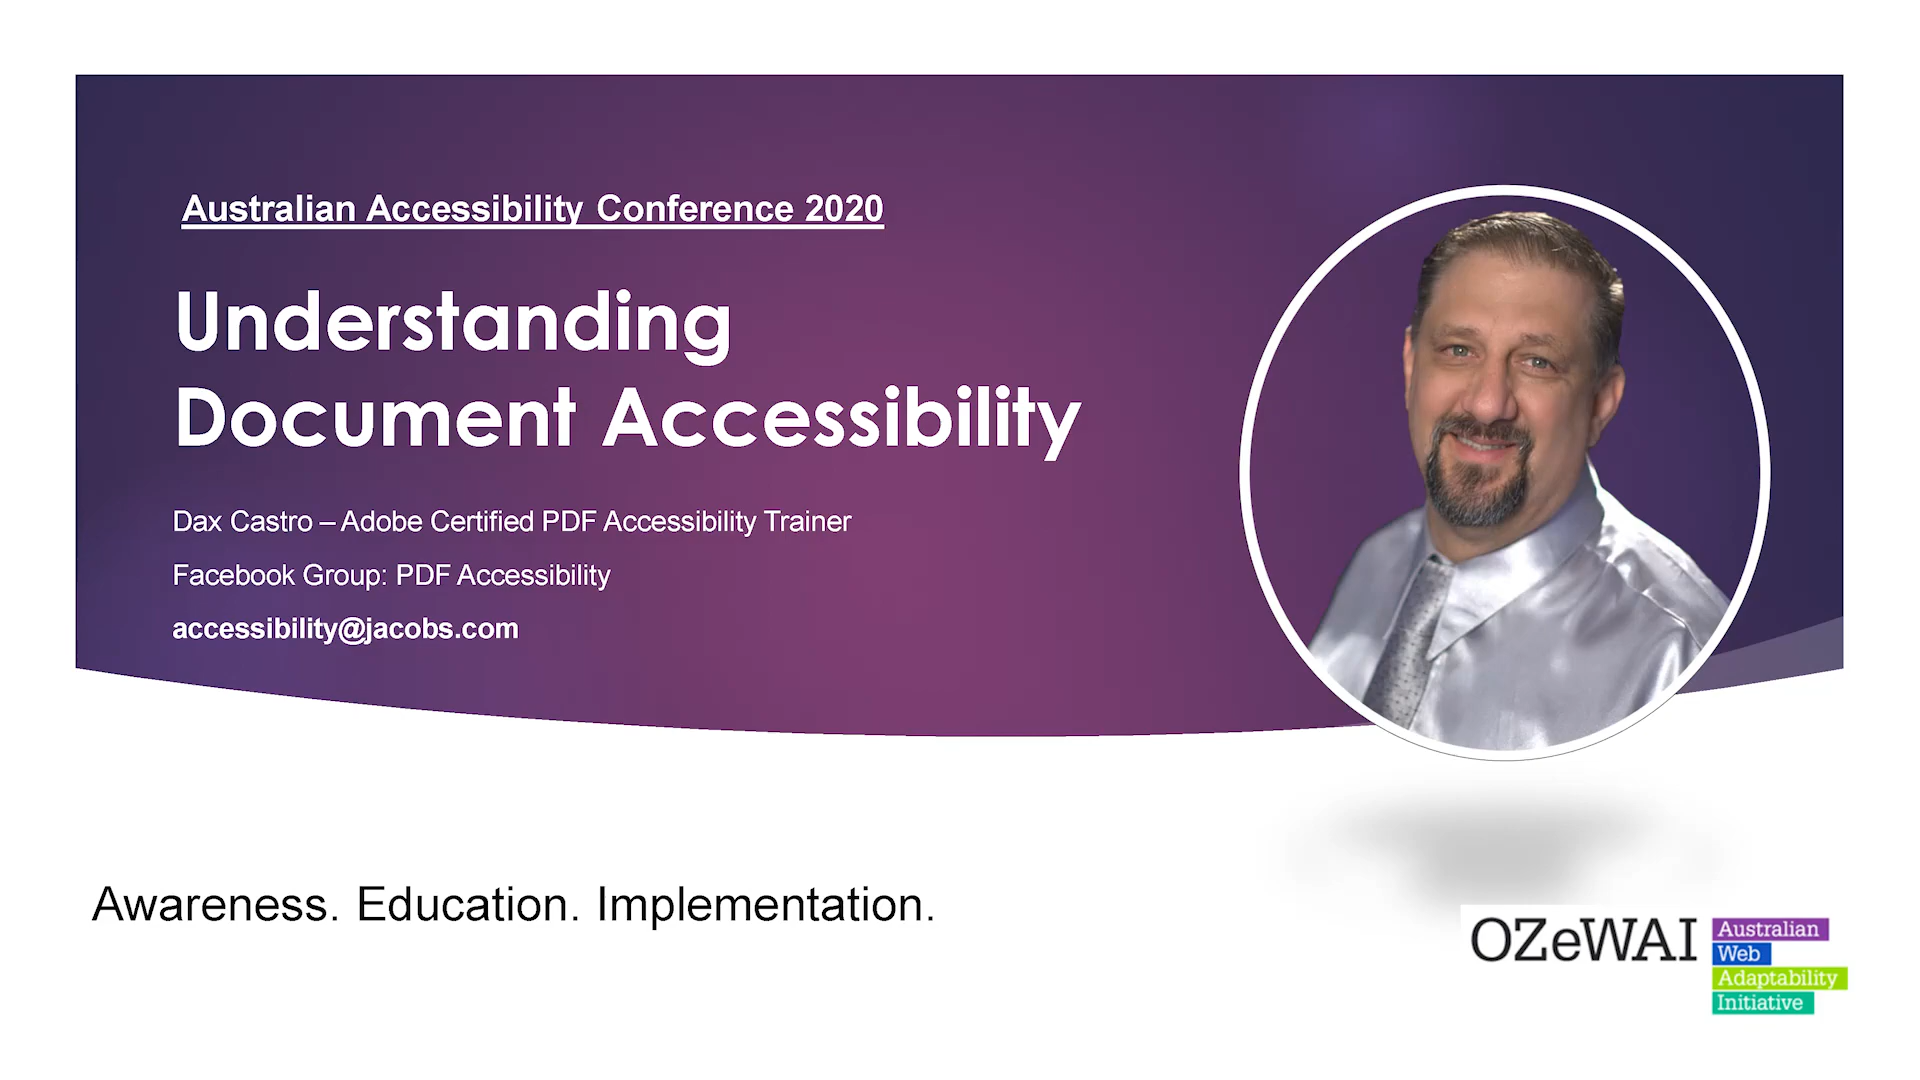 Australian Accessibility Conference 2020
Understanding
Document Accessibility
Dax Castro – Adobe Certified PDF Accessibility Trainer
Facebook Group: PDF Accessibility
accessibility@jacobs.com
Awareness. Education. Implementation.
OZeWAI
Australian
Web
Adaptability
Initiative